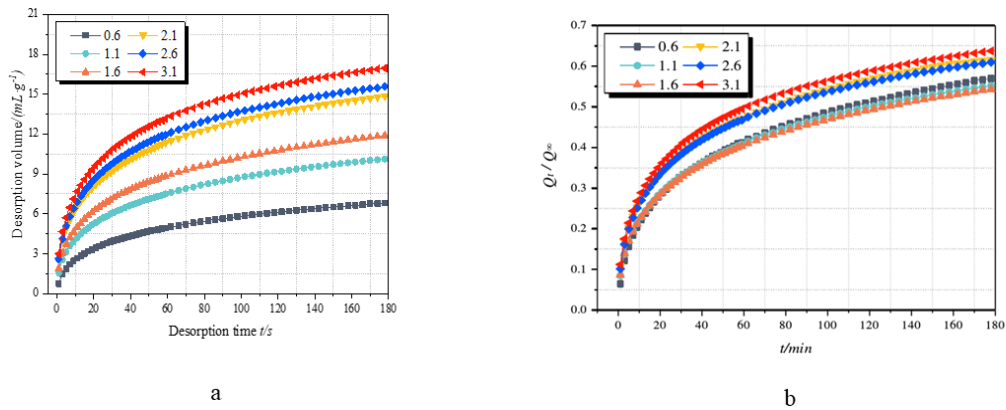 21
18
15
12
9
6
3
0
Desorption volume/(mL·g⁻¹)
0.6 2.1
1.1 2.6
1.6 3.1
0 20 40 60 80 100 120 140 160 180
Desorption time t/s
a
0.7
0.6
0.5
0.4
0.3
0.2
0.1
0.0
Qt / Q∞
0.6 2.1
1.1 2.6
1.6 3.1
0 20 40 60 80 100 120 140 160 180
t/min
b